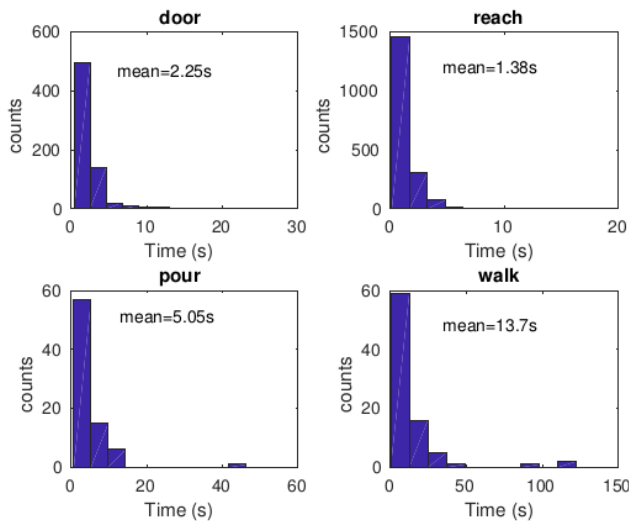 door
600
400
200
0
counts
mean=2.25s
0 10 20 30
Time (s)
reach
1500
1000
500
0
counts
mean=1.38s
0 10 20
Time (s)
pour
60
40
20
0
counts
mean=5.05s
0 20 40 60
Time (s)
walk
60
40
20
0
counts
mean=13.7s
0 50 100 150
Time (s)